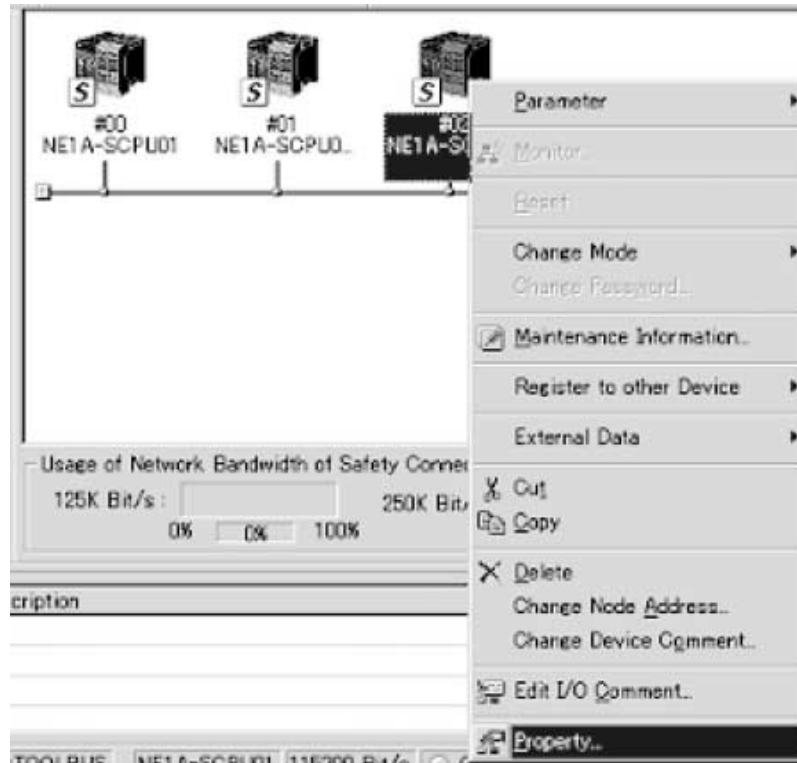 S
S
S
#00
#01
#02
NE1A-SCPU01
NE1A-SCPU0..
NE1A-S
Parameter
Monitor...
Reset
Change Mode
Change Password...
Maintenance Information...
Register to other Device
External Data
Cut
Copy
Delete
Change Node Address...
Change Device Comment...
Edit I/O Comment...
Property...
Usage of Network Bandwidth of Safety Connec
125K Bit/s :
250K Bit/
0%
0%
100%
cription
TOOLBUS
NE1A-SCPU01
115200 Bit/s